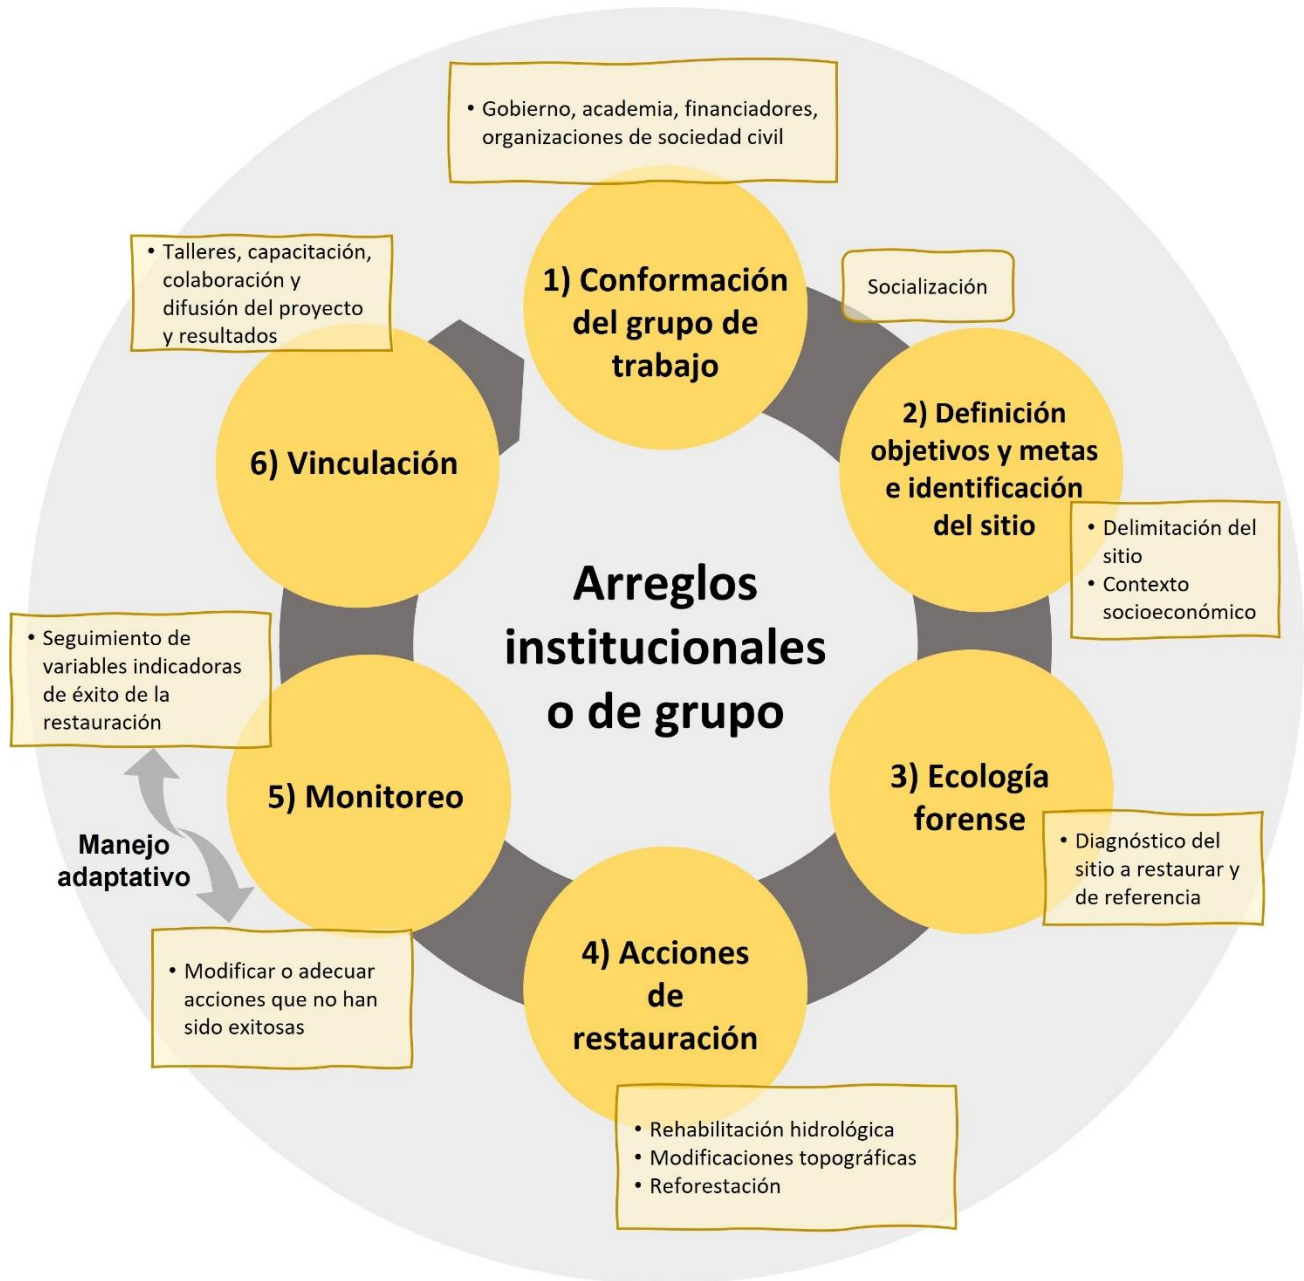 • Gobierno, academia, financiadores,
organizaciones de sociedad civil
1) Conformación
del grupo de
trabajo
Socialización
2) Definición
objetivos y metas
e identificación
del sitio
• Delimitación del
sitio
• Contexto
socioeconómico
3) Ecología
forense
• Diagnóstico del
sitio a restaurar y
de referencia
4) Acciones
de
restauración
• Rehabilitación hidrológica
• Modificaciones topográficas
• Reforestación
5) Monitoreo
• Seguimiento de
variables indicadoras
de éxito de la
restauración
Manejo
adaptativo
• Modificar o adecuar
acciones que no han
sido exitosas
6) Vinculación
• Talleres, capacitación,
colaboración y
difusión del proyecto
y resultados
Arreglos
institucionales
o de grupo